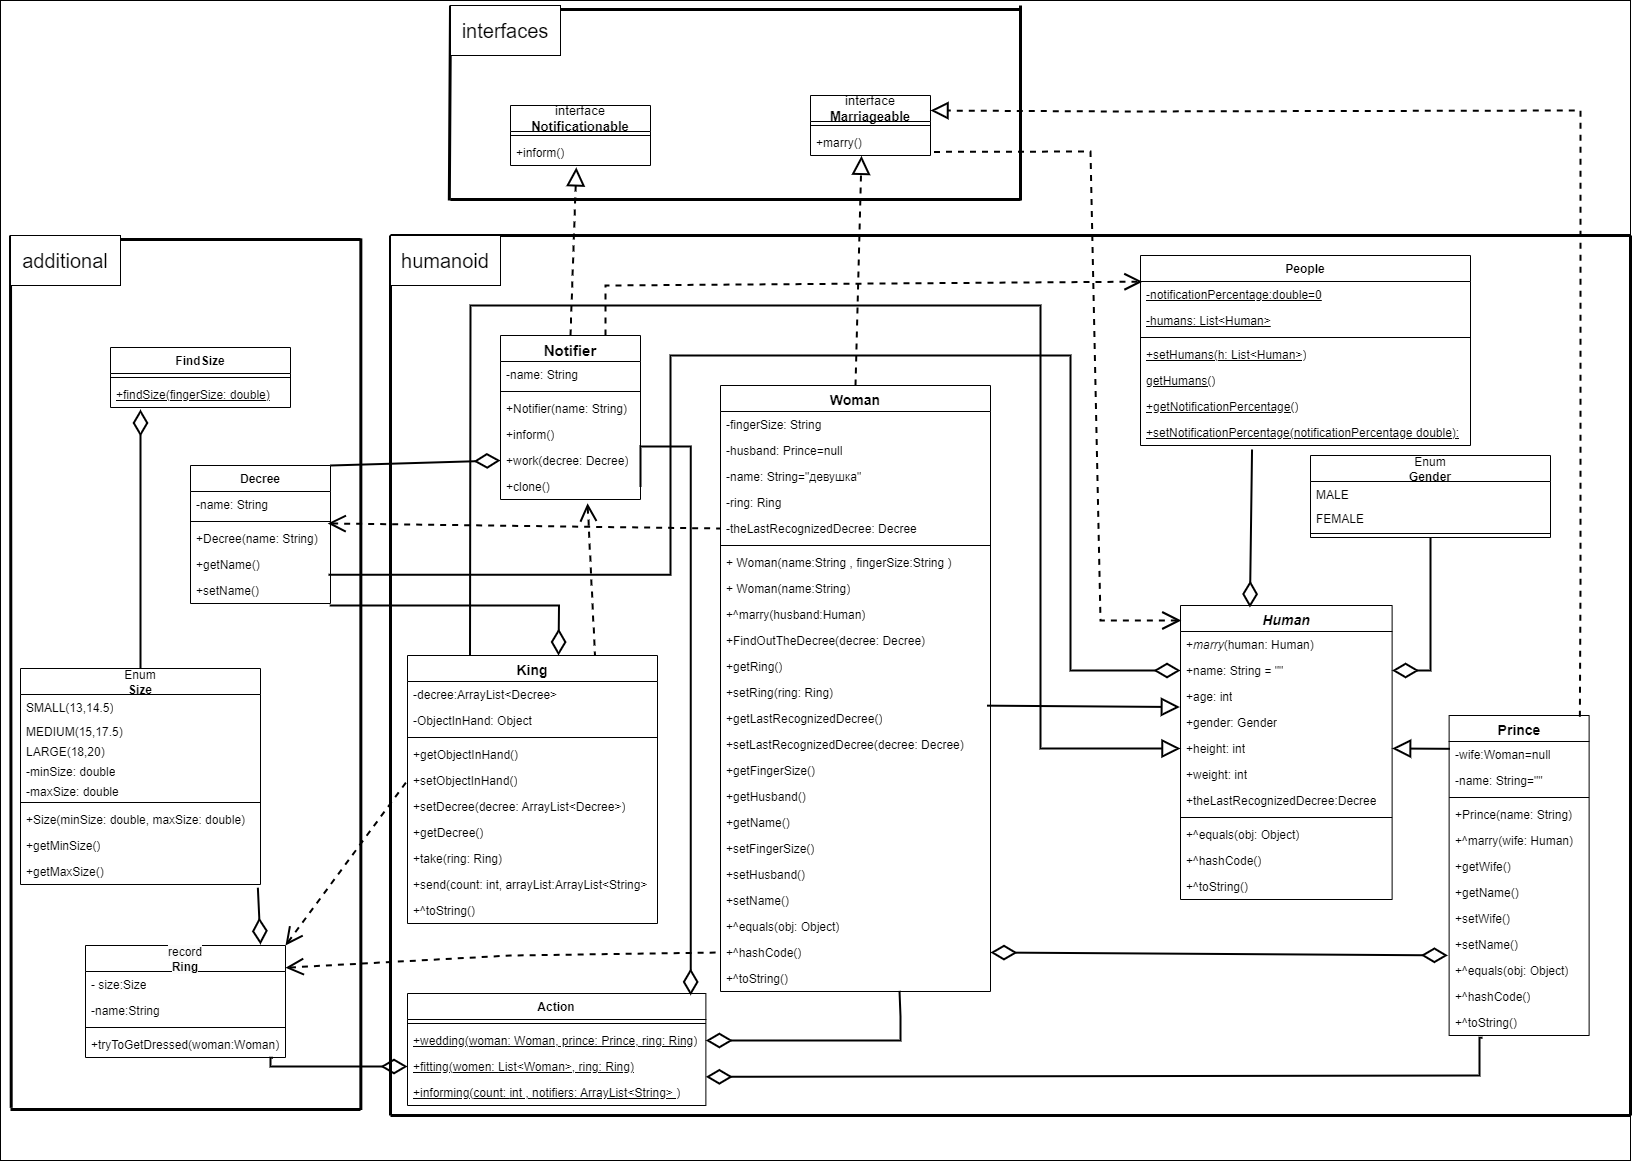 interfaces
interface
Notificationable
+inform()
interface
Marriageable
+marry()
additional
FindSize
+findSize(fingerSize: double)
Decree
-name: String
+Decree(name: String)
+getName()
+setName()
Enum
Size
SMALL(13,14.5)
MEDIUM(15,17.5)
LARGE(18,20)
-minSize: double
-maxSize: double
+Size(minSize: double, maxSize: double)
+getMinSize()
+getMaxSize()
record
Ring
- size:Size
-name:String
+tryToGetDressed(woman:Woman)
humanoid
Notifier
-name: String
+Notifier(name: String)
+inform()
+work(decree: Decree)
+clone()
King
-decree:ArrayList<Decree>
-ObjectInHand: Object
+getObjectInHand()
+setObjectInHand()
+setDecree(decree: ArrayList<Decree>)
+getDecree()
+take(ring: Ring)
+send(count: int, arrayList:ArrayList<String>
+^toString()
Action
+wedding(woman: Woman, prince: Prince, ring: Ring)
+fitting(women: List<Woman>, ring: Ring)
+informing(count: int , notifiers: ArrayList<String> )
Woman
-fingerSize: String
-husband: Prince=null
-name: String="девушка"
-ring: Ring
-theLastRecognizedDecree: Decree
+ Woman(name:String , fingerSize:String )
+ Woman(name:String)
+^marry(husband:Human)
+FindOutTheDecree(decree: Decree)
+getRing()
+setRing(ring: Ring)
+getLastRecognizedDecree()
+setLastRecognizedDecree(decree: Decree)
+getFingerSize()
+getHusband()
+getName()
+setFingerSize()
+setHusband()
+setName()
+^equals(obj: Object)
+^hashCode()
+^toString()
People
-notificationPercentage:double=0
-humans: List<Human>
+setHumans(h: List<Human>)
getHumans()
+getNotificationPercentage()
+setNotificationPercentage(notificationPercentage double):
Enum
Gender
MALE
FEMALE
Human
+marry(human: Human)
+name: String = ""
+age: int
+gender: Gender
+height: int
+weight: int
+theLastRecognizedDecree:Decree
+^equals(obj: Object)
+^hashCode()
+^toString()
Prince
-wife:Woman=null
-name: String=""
+Prince(name: String)
+^marry(wife: Human)
+getWife()
+getName()
+setWife()
+setName()
+^equals(obj: Object)
+^hashCode()
+^toString()